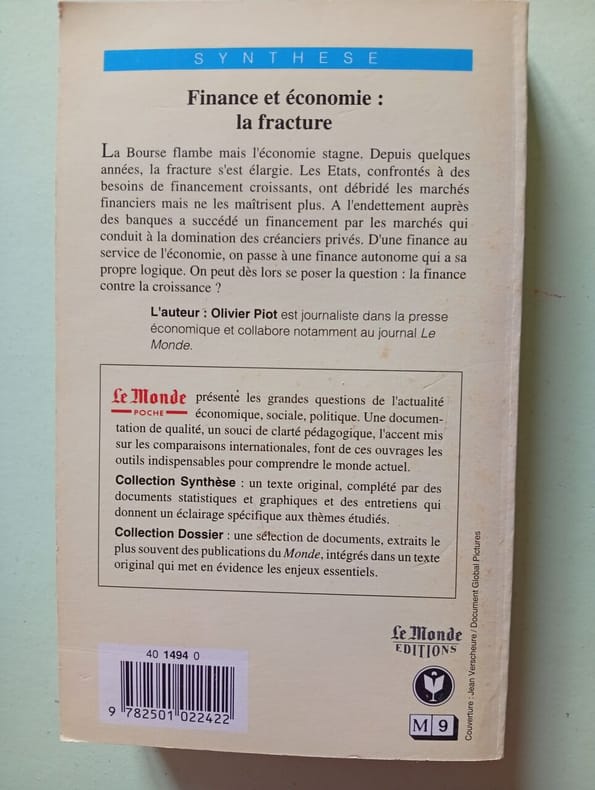 SYNTHESE
Finance et économie :
la fracture
La Bourse flambe mais l'économie stagne. Depuis quelques
années, la fracture s'est élargie. Les Etats, confrontés à des
besoins de financement croissants, ont débridé les marchés
financiers mais ne les maîtrisent plus. A l'endettement auprès
des banques a succédé un financement par les marchés qui
conduit à la domination des créanciers privés. D'une finance au
service de l'économie, on passe à une finance autonome qui a sa
propre logique. On peut dès lors se poser la question : la finance
contre la croissance ?
L'auteur : Olivier Piot est journaliste dans la presse
économique et collabore notamment au journal Le
Monde.
Le Monde
POCHE
présente les grandes questions de l'actualité
économique, sociale, politique. Une documen-
tation de qualité, un souci de clarté pédagogique, l'accent mis
sur les comparaisons internationales, font de ces ouvrages les
outils indispensables pour comprendre le monde actuel.
Collection Synthèse : un texte original, complété par des
documents statistiques et graphiques et des entretiens qui
donnent un éclairage spécifique aux thèmes étudiés.
Collection Dossier : une sélection de documents, extraits le
plus souvent des publications du Monde, intégrés dans un texte
original qui met en évidence les enjeux essentiels.
Le Monde
EDITIONS
M 9
Couverture : Jean Verscheure / Document Global Pictures
40 1494 0
9 782501 022422